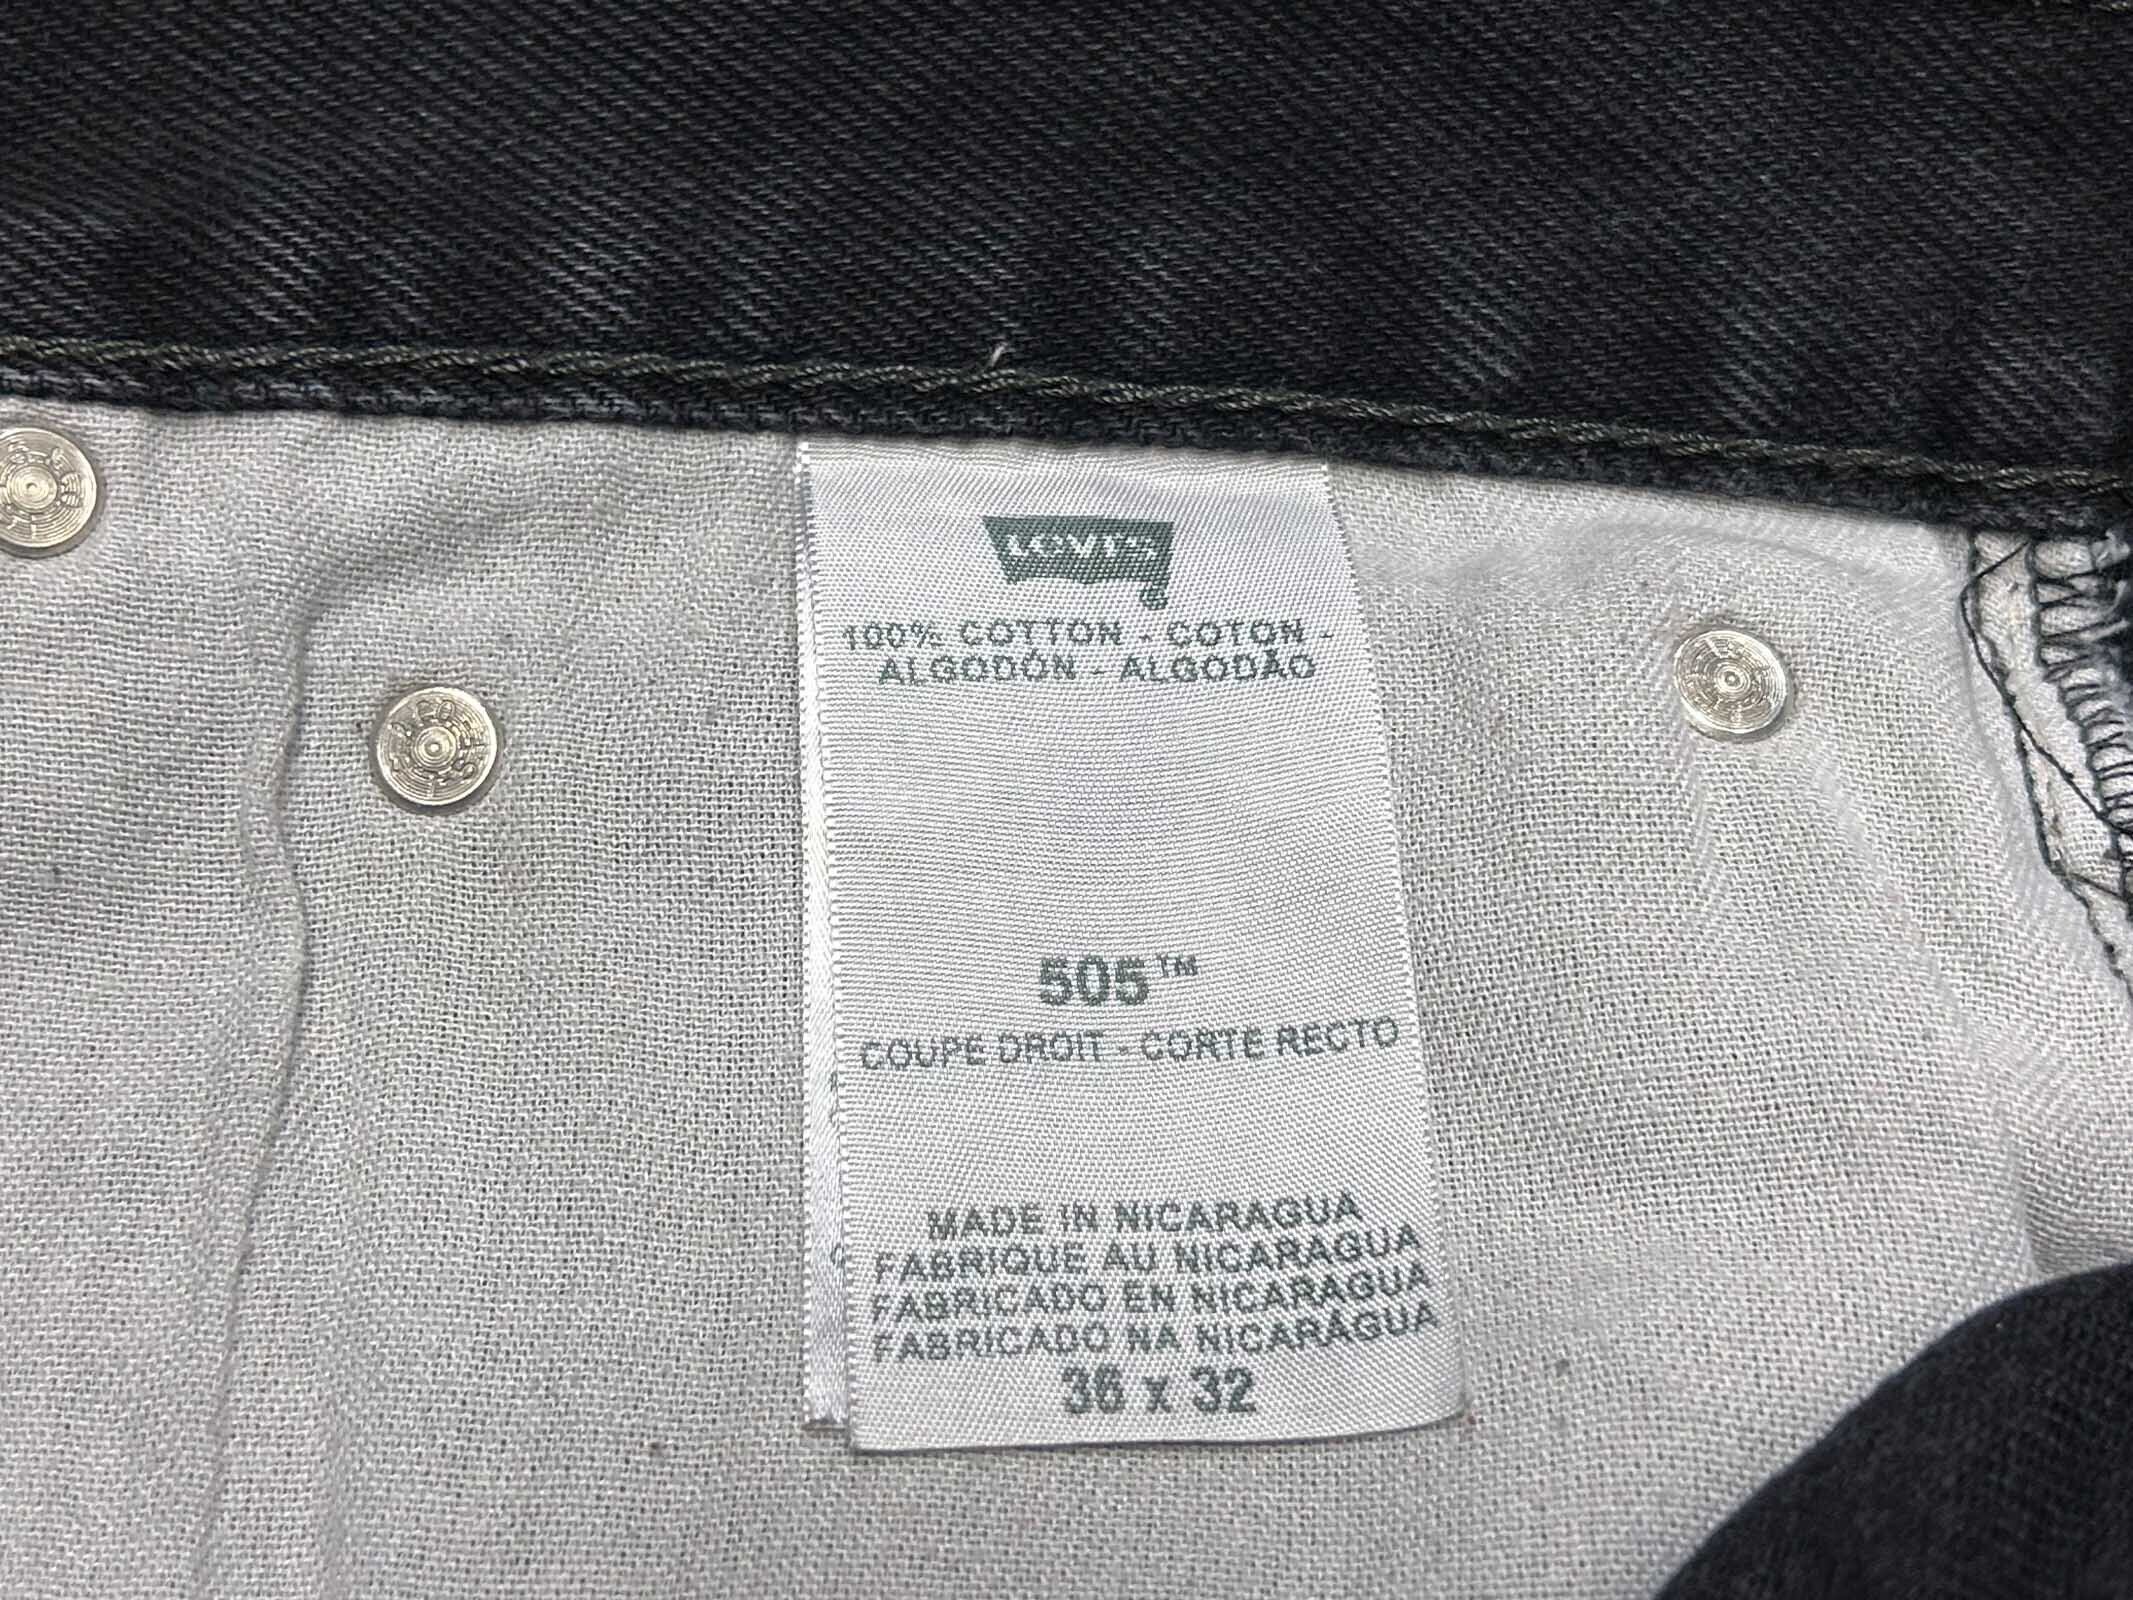 LEVI'S
100% COTTON - COTON -
ALGODÓN - ALGODÃO
505™
COUPE DROIT - CORTE RECTO
MADE IN NICARAGUA
FABRIQUE AU NICARAGUA
FABRICADO EN NICARAGUA
FABRICADO NA NICARÁGUA
36 x 32